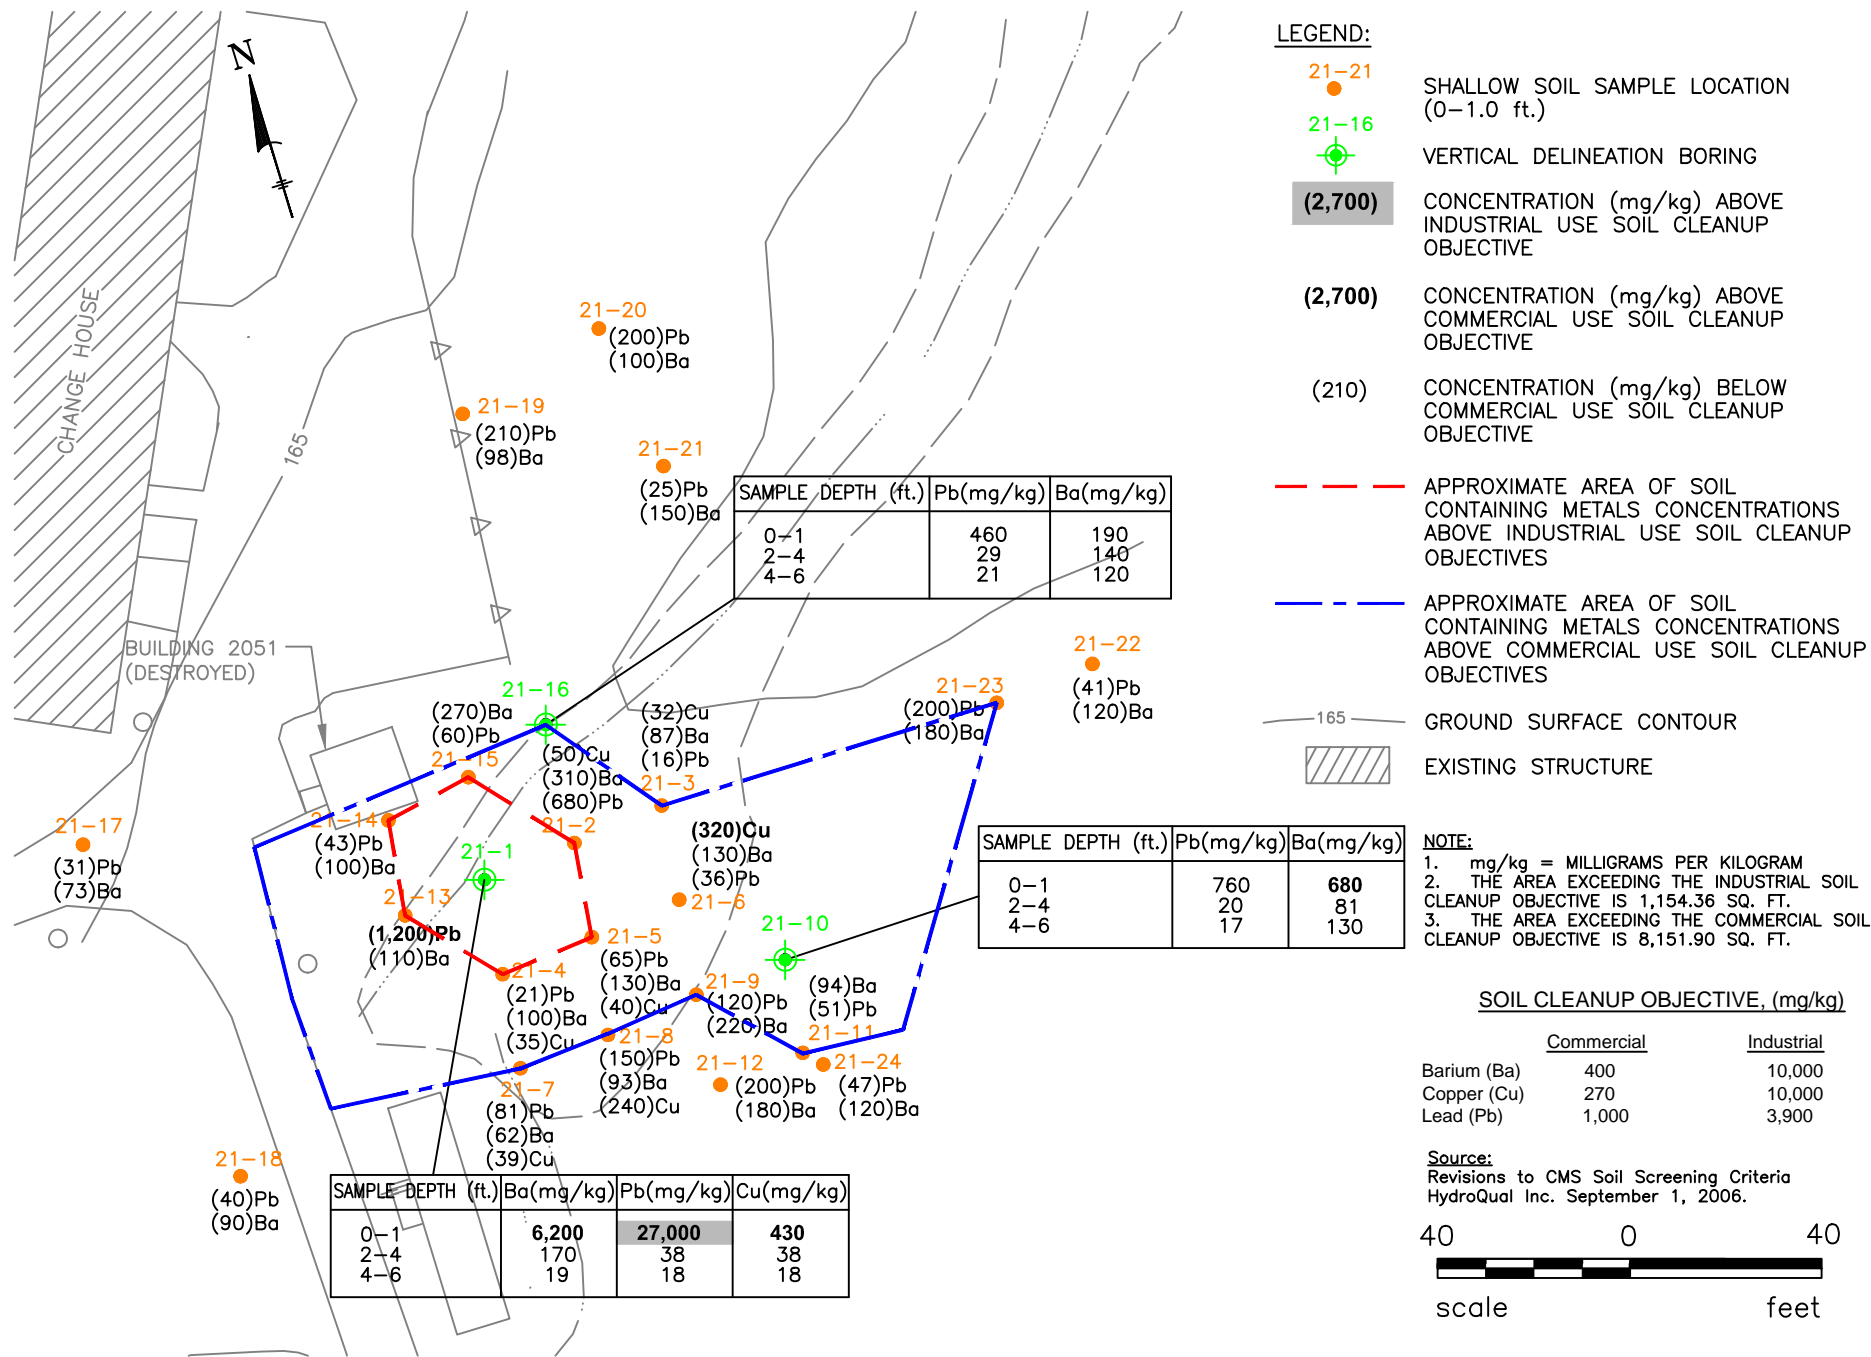 N
CHANGE HOUSE
165
BUILDING 2051
(DESTROYED)
21-20
(200)Pb
(100)Ba
21-19
(210)Pb
(98)Ba
21-21
(25)Pb
(150)Ba
SAMPLE DEPTH (ft.) Pb(mg/kg) Ba(mg/kg)
0-1 460 190
2-4 29 140
4-6 21 120
21-22
(41)Pb
(120)Ba
21-23
(200)Pb
(180)Ba
21-16
(270)Ba
(60)Pb
21-15
(32)Cu
(87)Ba
(16)Pb
21-3
(50)Cu
(310)Ba
(680)Pb
21-2
21-14
(43)Pb
(100)Ba
21-17
(31)Pb
(73)Ba
21-1
(320)Cu
(130)Ba
(36)Pb
21-6
21-13
(1,200)Pb
(110)Ba
21-5
(65)Pb
(130)Ba
(40)Cu
21-4
(21)Pb
(100)Ba
(35)Cu
SAMPLE DEPTH (ft.) Pb(mg/kg) Ba(mg/kg)
0-1 760 680
2-4 20 81
4-6 17 130
21-10
21-9
(120)Pb
(220)Ba
(94)Ba
(51)Pb
21-11
21-8
(150)Pb
(93)Ba
(240)Cu
21-12
(200)Pb
(180)Ba
21-24
(47)Pb
(120)Ba
21-7
(81)Pb
(62)Ba
(39)Cu
21-18
(40)Pb
(90)Ba
SAMPLE DEPTH (ft.) Ba(mg/kg) Pb(mg/kg) Cu(mg/kg)
0-1 6,200 27,000 430
2-4 170 38 38
4-6 19 18 18
LEGEND:
21-21
SHALLOW SOIL SAMPLE LOCATION
(0-1.0 ft.)
21-16
VERTICAL DELINEATION BORING
(2,700)
CONCENTRATION (mg/kg) ABOVE
INDUSTRIAL USE SOIL CLEANUP
OBJECTIVE
(2,700)
CONCENTRATION (mg/kg) ABOVE
COMMERCIAL USE SOIL CLEANUP
OBJECTIVE
(210)
CONCENTRATION (mg/kg) BELOW
COMMERCIAL USE SOIL CLEANUP
OBJECTIVE
APPROXIMATE AREA OF SOIL
CONTAINING METALS CONCENTRATIONS
ABOVE INDUSTRIAL USE SOIL CLEANUP
OBJECTIVES
APPROXIMATE AREA OF SOIL
CONTAINING METALS CONCENTRATIONS
ABOVE COMMERCIAL USE SOIL CLEANUP
OBJECTIVES
165
GROUND SURFACE CONTOUR
EXISTING STRUCTURE
NOTE:
1. mg/kg = MILLIGRAMS PER KILOGRAM
2. THE AREA EXCEEDING THE INDUSTRIAL SOIL
CLEANUP OBJECTIVE IS 1,154.36 SQ. FT.
3. THE AREA EXCEEDING THE COMMERCIAL SOIL
CLEANUP OBJECTIVE IS 8,151.90 SQ. FT.
SOIL CLEANUP OBJECTIVE, (mg/kg)
Commercial Industrial
Barium (Ba) 400 10,000
Copper (Cu) 270 10,000
Lead (Pb) 1,000 3,900
Source:
Revisions to CMS Soil Screening Criteria
HydroQual Inc. September 1, 2006.
40 0 40
scale feet